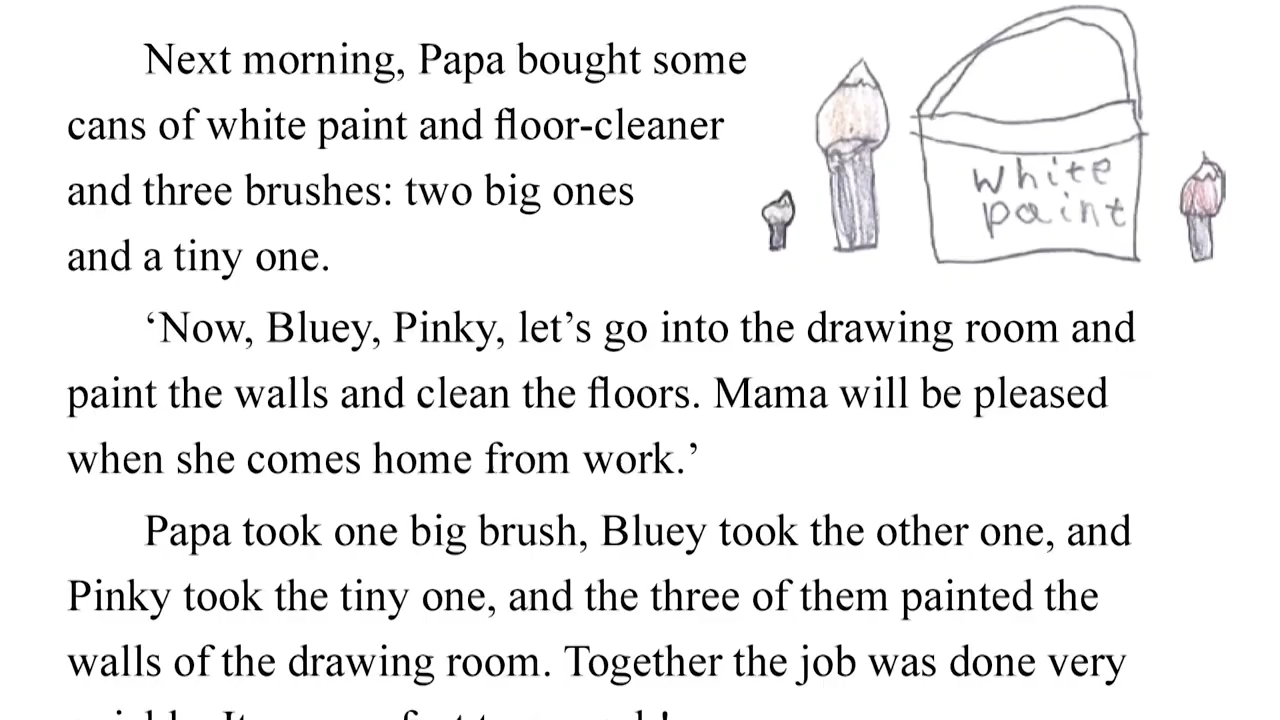 Next morning, Papa bought some
cans of white paint and floor-cleaner
and three brushes: two big ones
and a tiny one.
white
paint
‘Now, Bluey, Pinky, let’s go into the drawing room and
paint the walls and clean the floors. Mama will be pleased
when she comes home from work.’
Papa took one big brush, Bluey took the other one, and
Pinky took the tiny one, and the three of them painted the
walls of the drawing room. Together the job was done very